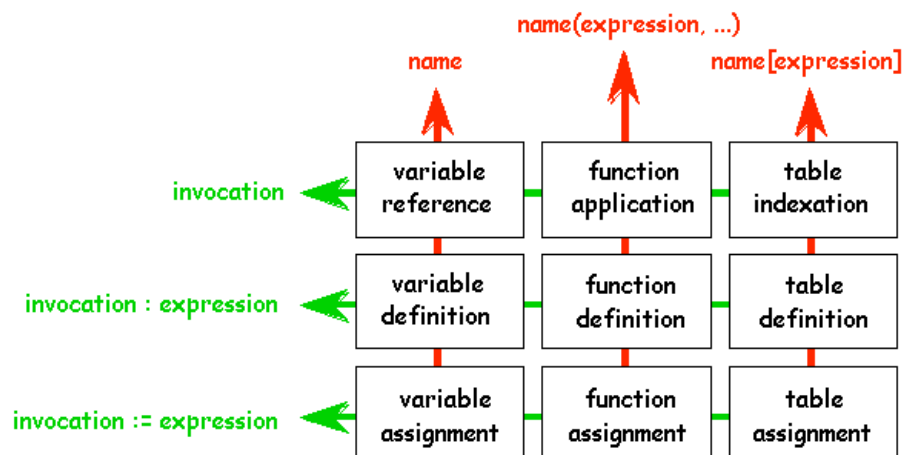 name(expression, ...)
name name[expression]
variable function table
invocation reference application indexation
variable function table
invocation : expression definition definition definition
variable function table
invocation := expression assignment assignment assignment